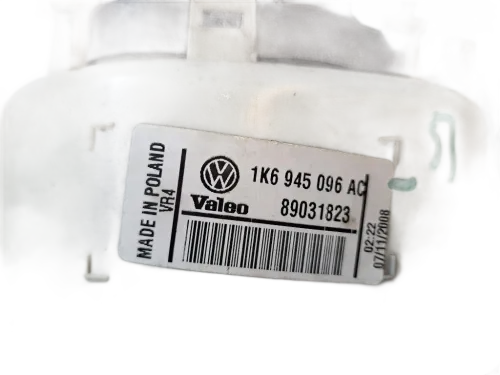 MADE IN POLAND
VR4
1K6 945 096 AC
Valeo 89031823
02:22
07/11/2008